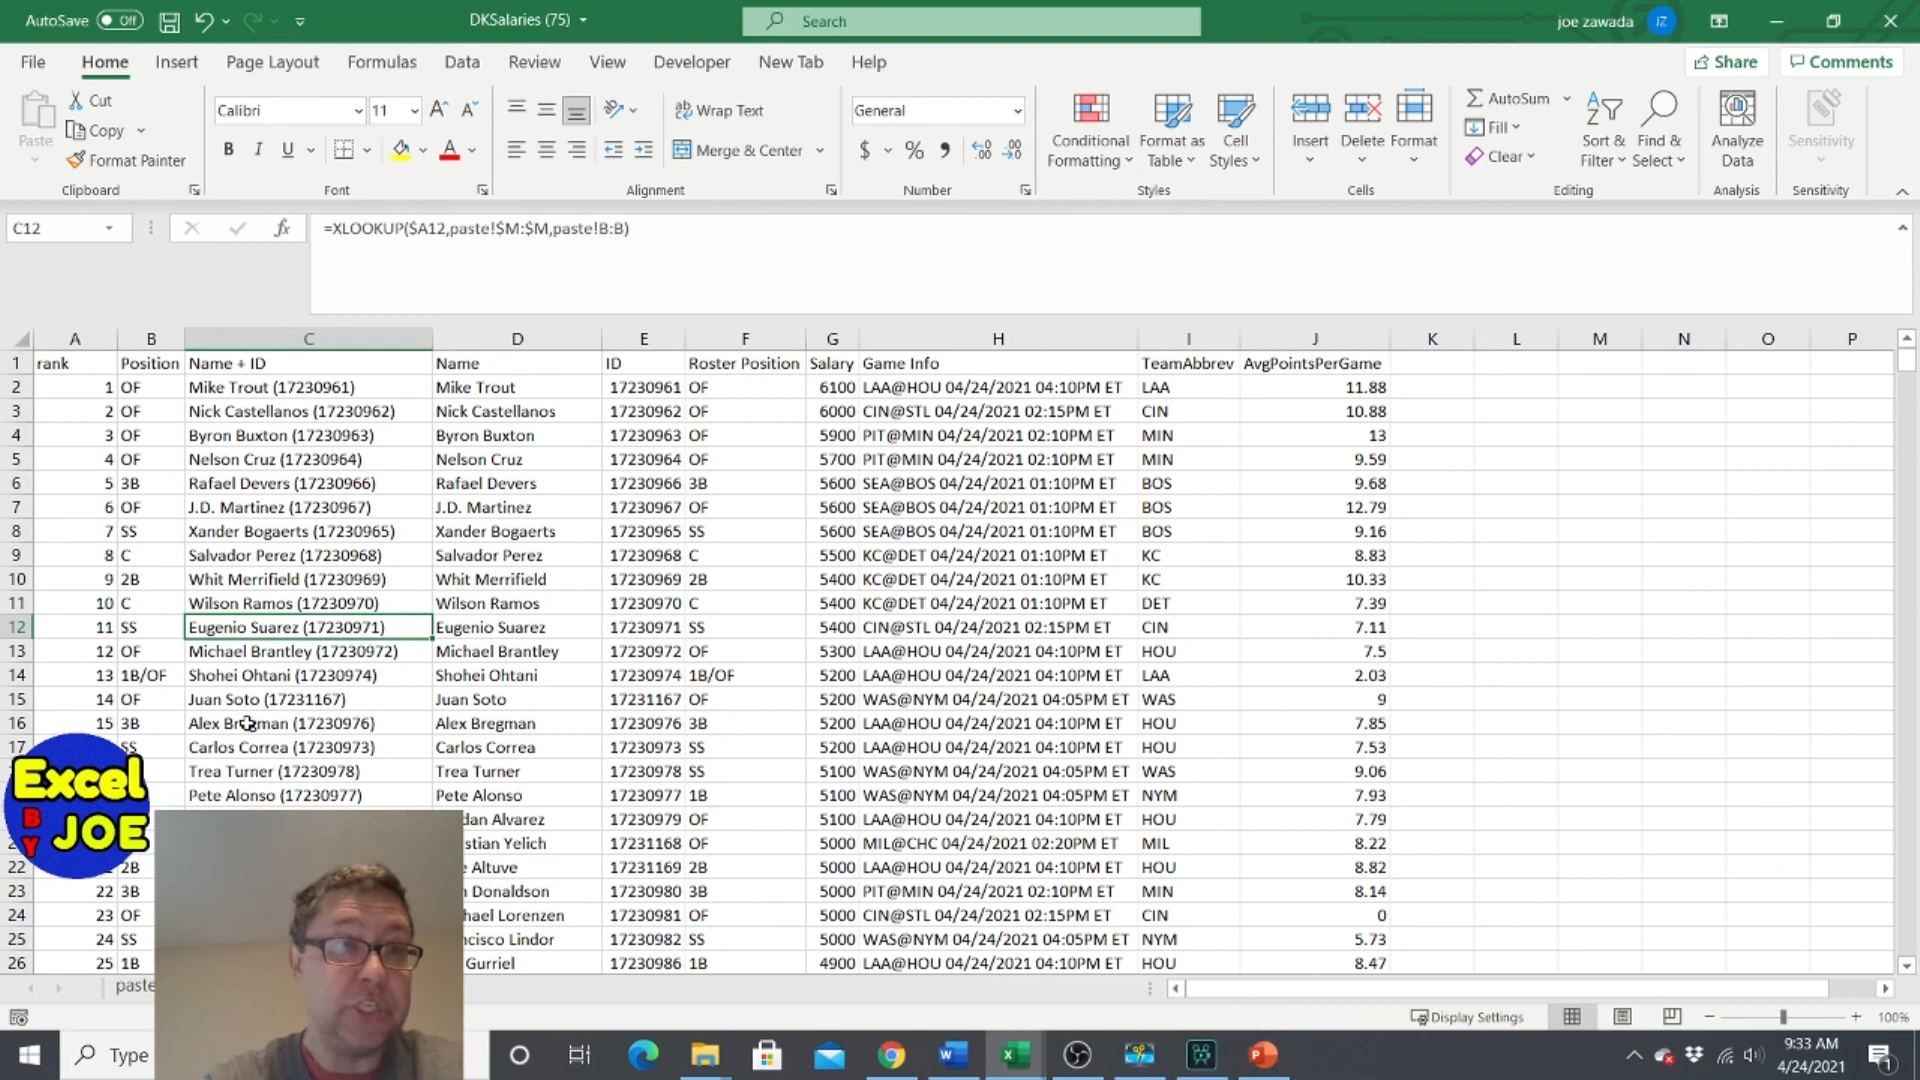 AutoSave Off DKSalaries (75) Search joe zawada JZ
File Home Insert Page Layout Formulas Data Review View Developer New Tab Help Share Comments
Paste Cut Copy Format Painter Clipboard
Calibri 11 B I U Font
Wrap Text Merge & Center Alignment
General $ % Number
Conditional Formatting Format as Table Cell Styles Styles
Insert Delete Format Cells
AutoSum Fill Clear Sort & Filter Find & Select Editing
Analyze Data Analysis
Sensitivity Sensitivity
C12 fx =XLOOKUP($A12,paste!$M:$M,paste!B:B)
A B C D E F G H I J K L M N O P
1 rank Position Name + ID Name ID Roster Position Salary Game Info TeamAbbrev AvgPointsPerGame
2 1 OF Mike Trout (17230961) Mike Trout 17230961 OF 6100 LAA@HOU 04/24/2021 04:10PM ET LAA 11.88
3 2 OF Nick Castellanos (17230962) Nick Castellanos 17230962 OF 6000 CIN@STL 04/24/2021 02:15PM ET CIN 10.88
4 3 OF Byron Buxton (17230963) Byron Buxton 17230963 OF 5900 PIT@MIN 04/24/2021 02:10PM ET MIN 13
5 4 OF Nelson Cruz (17230964) Nelson Cruz 17230964 OF 5700 PIT@MIN 04/24/2021 02:10PM ET MIN 9.59
6 5 3B Rafael Devers (17230966) Rafael Devers 17230966 3B 5600 SEA@BOS 04/24/2021 01:10PM ET BOS 9.68
7 6 OF J.D. Martinez (17230967) J.D. Martinez 17230967 OF 5600 SEA@BOS 04/24/2021 01:10PM ET BOS 12.79
8 7 SS Xander Bogaerts (17230965) Xander Bogaerts 17230965 SS 5600 SEA@BOS 04/24/2021 01:10PM ET BOS 9.16
9 8 C Salvador Perez (17230968) Salvador Perez 17230968 C 5500 KC@DET 04/24/2021 01:10PM ET KC 8.83
10 9 2B Whit Merrifield (17230969) Whit Merrifield 17230969 2B 5400 KC@DET 04/24/2021 01:10PM ET KC 10.33
11 10 C Wilson Ramos (17230970) Wilson Ramos 17230970 C 5400 KC@DET 04/24/2021 01:10PM ET DET 7.39
12 11 SS Eugenio Suarez (17230971) Eugenio Suarez 17230971 SS 5400 CIN@STL 04/24/2021 02:15PM ET CIN 7.11
13 12 OF Michael Brantley (17230972) Michael Brantley 17230972 OF 5300 LAA@HOU 04/24/2021 04:10PM ET HOU 7.5
14 13 1B/OF Shohei Ohtani (17230974) Shohei Ohtani 17230974 1B/OF 5200 LAA@HOU 04/24/2021 04:10PM ET LAA 2.03
15 14 OF Juan Soto (17231167) Juan Soto 17231167 OF 5200 WAS@NYM 04/24/2021 04:05PM ET WAS 9
16 15 3B Alex Bregman (17230976) Alex Bregman 17230976 3B 5200 LAA@HOU 04/24/2021 04:10PM ET HOU 7.85
17 SS Carlos Correa (17230973) Carlos Correa 17230973 SS 5200 LAA@HOU 04/24/2021 04:10PM ET HOU 7.53
Trea Turner (17230978) Trea Turner 17230978 SS 5100 WAS@NYM 04/24/2021 04:05PM ET WAS 9.06
Pete Alonso (17230977) Pete Alonso 17230977 1B 5100 WAS@NYM 04/24/2021 04:05PM ET NYM 7.93
dan Alvarez 17230979 OF 5100 LAA@HOU 04/24/2021 04:10PM ET HOU 7.79
stian Yelich 17231168 OF 5000 MIL@CHC 04/24/2021 02:20PM ET MIL 8.22
22 2B e Altuve 17231169 2B 5000 LAA@HOU 04/24/2021 04:10PM ET HOU 8.82
23 22 3B Donaldson 17230980 3B 5000 PIT@MIN 04/24/2021 02:10PM ET MIN 8.14
24 23 OF hael Lorenzen 17230981 OF 5000 CIN@STL 04/24/2021 02:15PM ET CIN 0
25 24 SS ncisco Lindor 17230982 SS 5000 WAS@NYM 04/24/2021 04:05PM ET NYM 5.73
26 25 1B Gurriel 17230986 1B 4900 LAA@HOU 04/24/2021 04:10PM ET HOU 8.47
Excel
BY JOE
paste
Display Settings 100%
Type 9:33 AM
4/24/2021
1